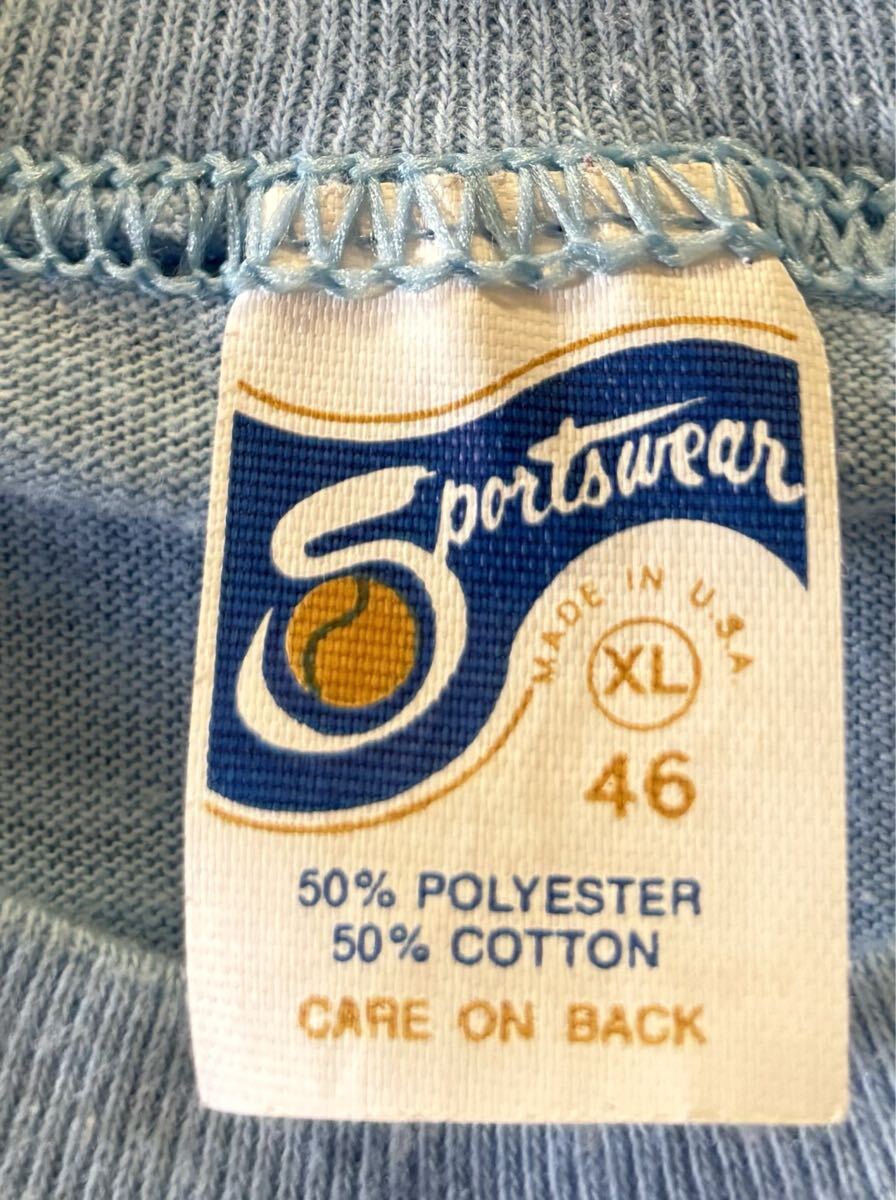 Sportswear
MADE IN U.S.A.
XL
46
50% POLYESTER
50% COTTON
CARE ON BACK